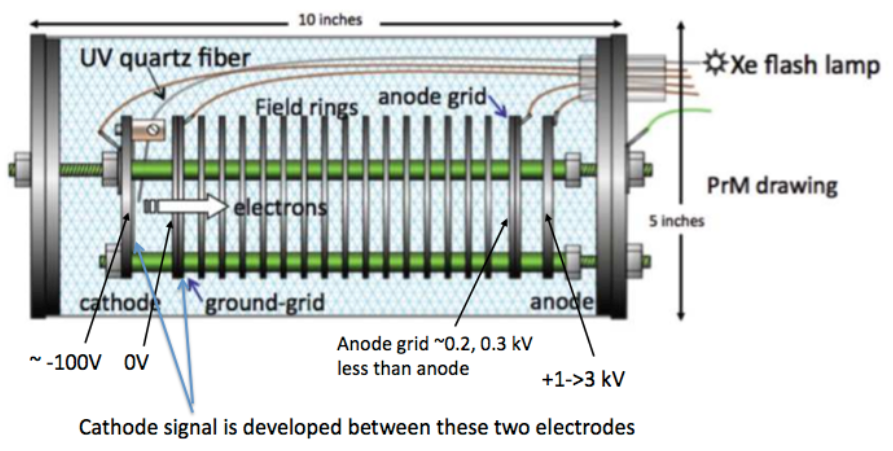 10 inches
UV quartz fiber
Xe flash lamp
Field rings
anode grid
PrM drawing
electrons
5 inches
cathode
ground-grid
anode
~ -100V
0V
Anode grid ~0.2, 0.3 kV
less than anode
+1->3 kV
Cathode signal is developed between these two electrodes